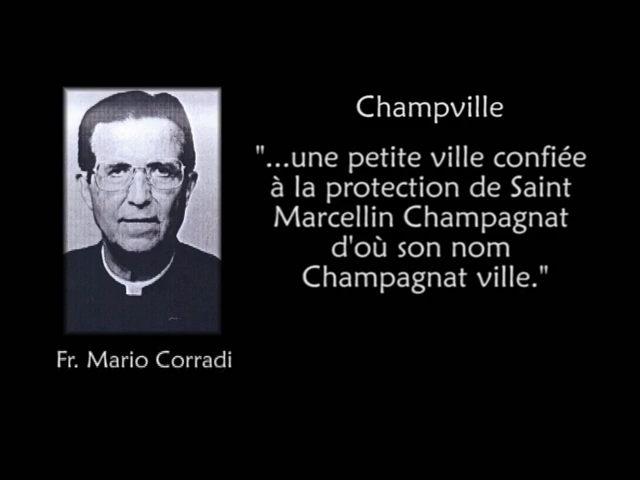 Champville
"...une petite ville confiée
à la protection de Saint
Marcellin Champagnat
d'où son nom
Champagnat ville."
Fr. Mario Corradi